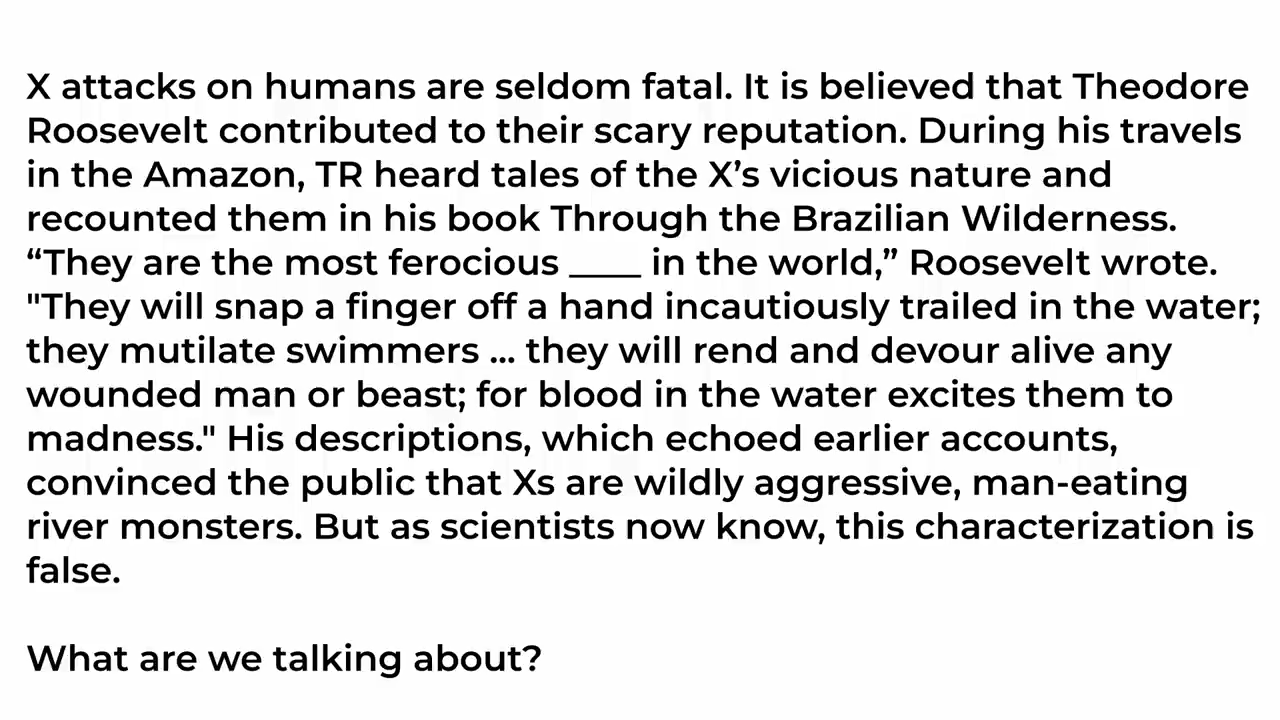 X attacks on humans are seldom fatal. It is believed that Theodore
Roosevelt contributed to their scary reputation. During his travels
in the Amazon, TR heard tales of the X’s vicious nature and
recounted them in his book Through the Brazilian Wilderness.
“They are the most ferocious ____ in the world,” Roosevelt wrote.
"They will snap a finger off a hand incautiously trailed in the water;
they mutilate swimmers ... they will rend and devour alive any
wounded man or beast; for blood in the water excites them to
madness." His descriptions, which echoed earlier accounts,
convinced the public that Xs are wildly aggressive, man-eating
river monsters. But as scientists now know, this characterization is
false.
What are we talking about?